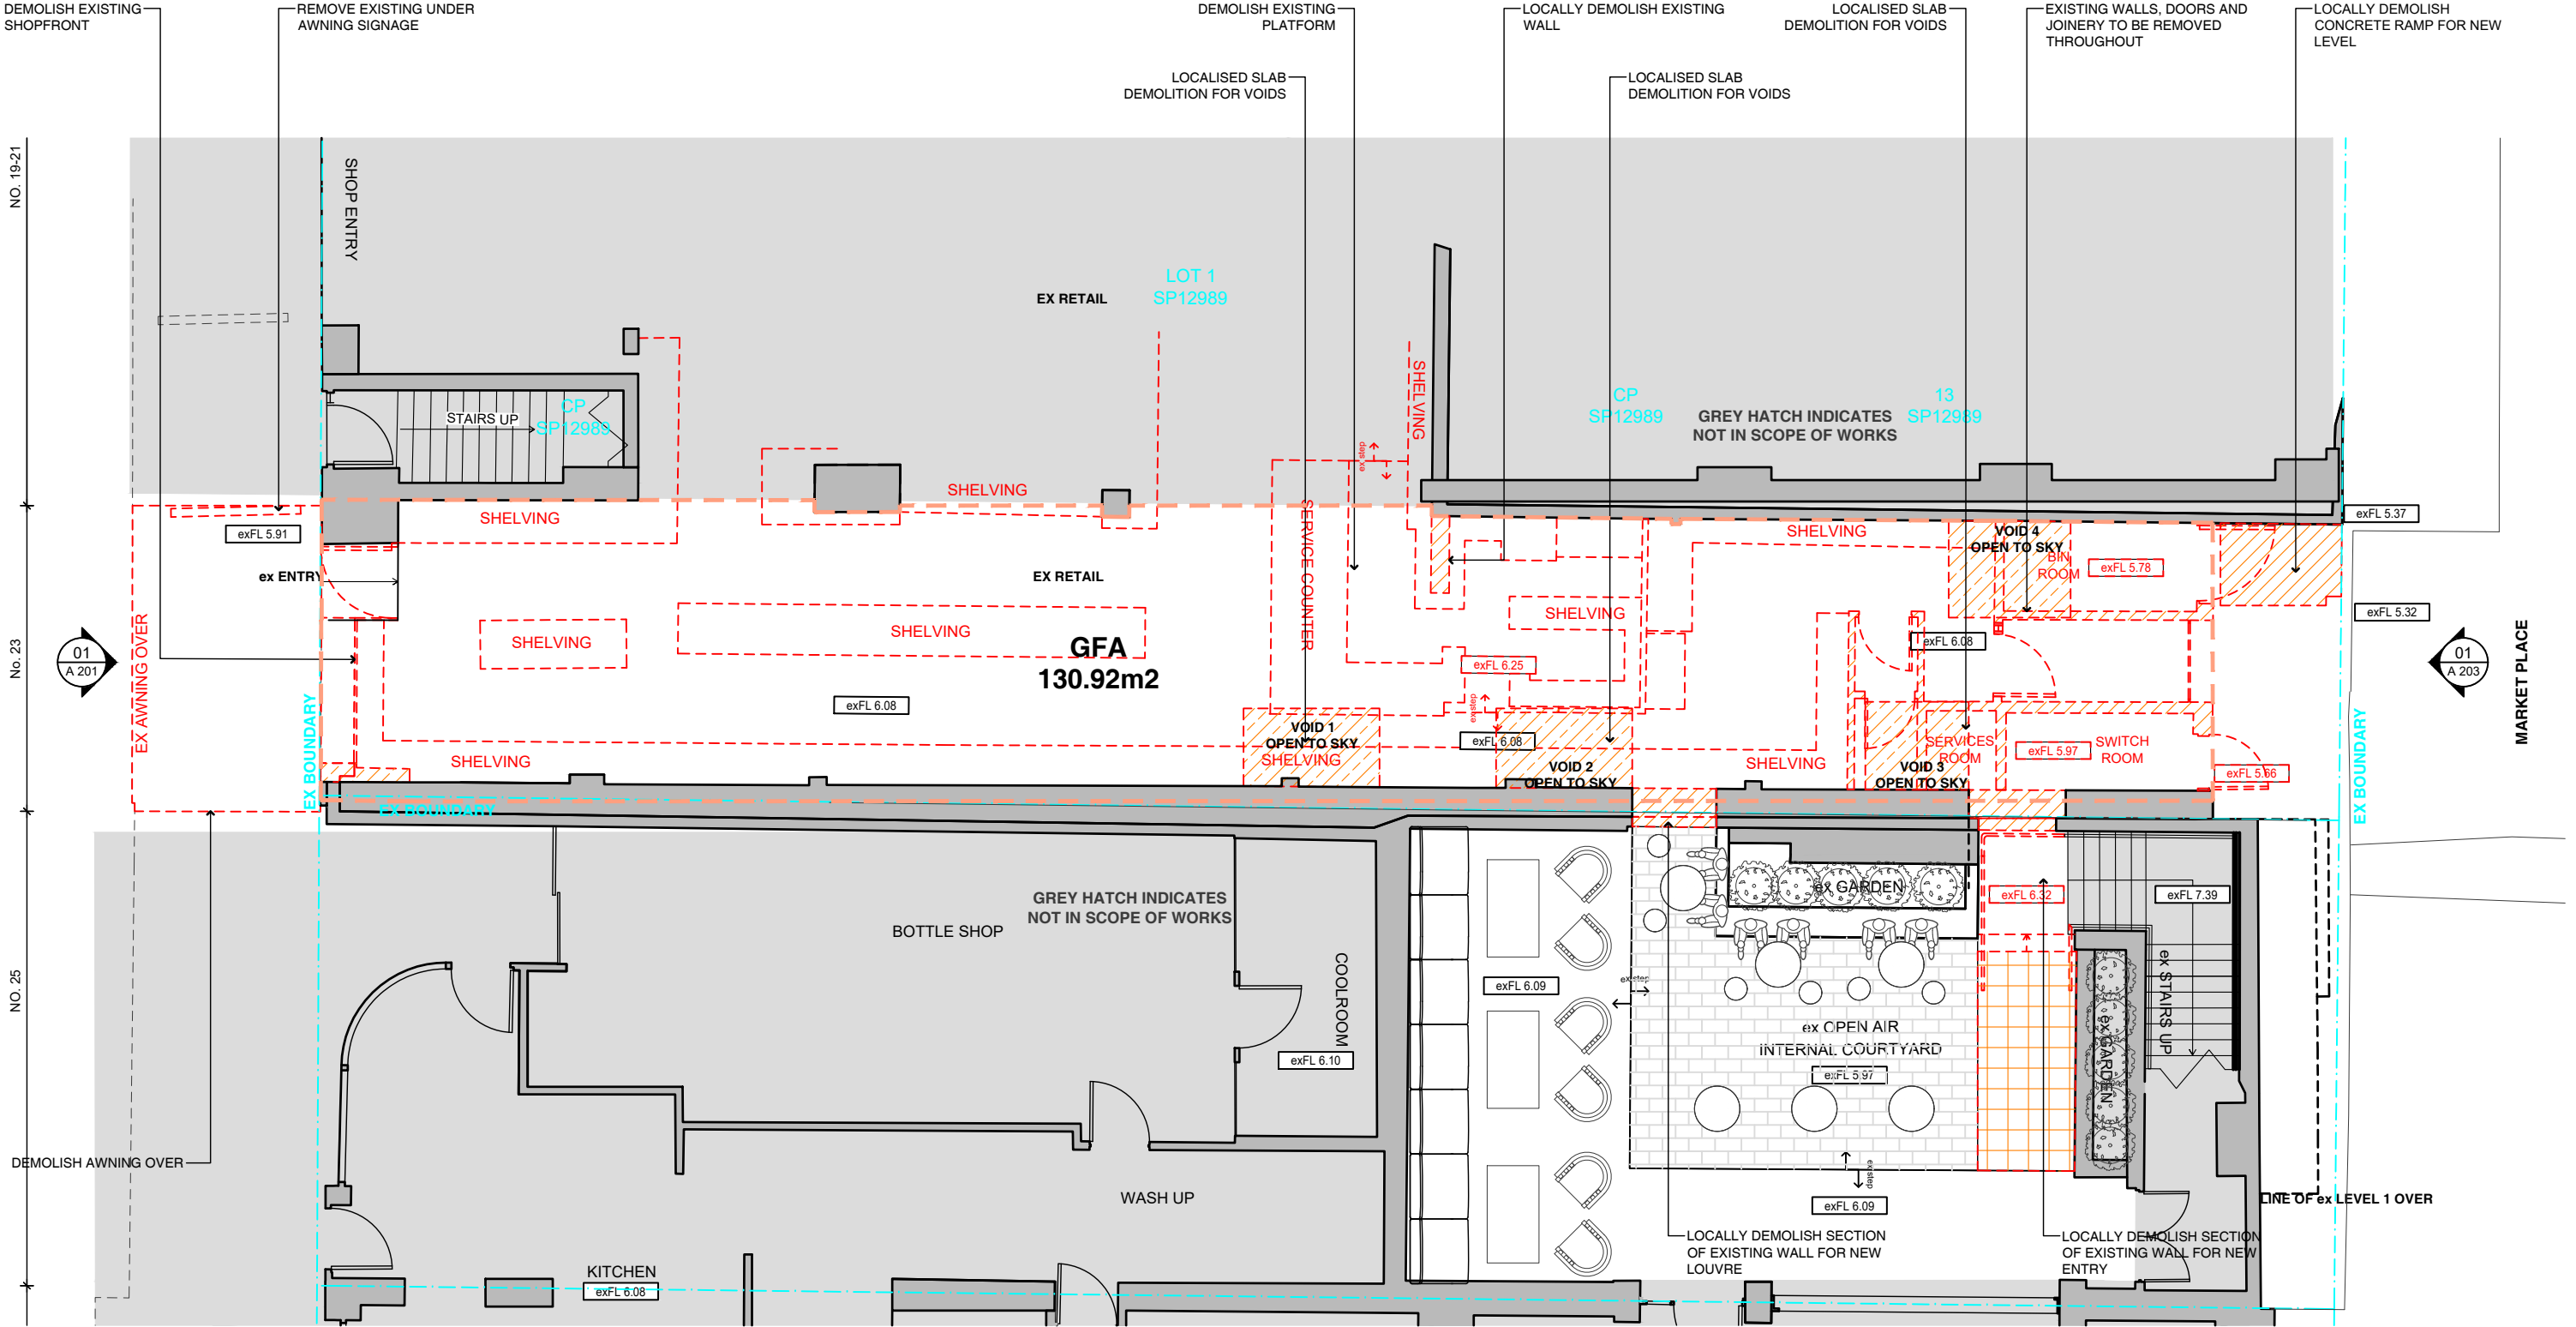 DEMOLISH EXISTING
SHOPFRONT
REMOVE EXISTING UNDER
AWNING SIGNAGE
DEMOLISH EXISTING
PLATFORM
LOCALLY DEMOLISH EXISTING
WALL
LOCALISED SLAB
DEMOLITION FOR VOIDS
EXISTING WALLS, DOORS AND
JOINERY TO BE REMOVED
THROUGHOUT
LOCALLY DEMOLISH
CONCRETE RAMP FOR NEW
LEVEL
LOCALISED SLAB
DEMOLITION FOR VOIDS
LOCALISED SLAB
DEMOLITION FOR VOIDS
NO. 19-21
SHOP ENTRY
EX RETAIL
LOT 1
SP12989
STAIRS UP
CP
SP12989
SHELVING
CP
SP12989
13
SP12989
GREY HATCH INDICATES
NOT IN SCOPE OF WORKS
ex step
SHELVING
SHELVING
exFL 5.91
exFL 5.37
SERVICE COUNTER
SHELVING
VOID 4
OPEN TO SKY
BIN
ROOM
exFL 5.78
ex ENTRY
EX RETAIL
exFL 5.32
SHELVING
SHELVING
SHELVING
exFL 6.08
No. 23
01
A 201
EX AWNING OVER
GFA
130.92m2
exFL 6.25
01
A 203
MARKET PLACE
exFL 6.08
ex step
EX BOUNDARY
VOID 1
OPEN TO SKY
SHELVING
exFL 6.08
SHELVING
VOID 2
OPEN TO SKY
SHELVING
SERVICES
ROOM
VOID 3
OPEN TO SKY
exFL 5.97
SWITCH
ROOM
exFL 5.66
EX BOUNDARY
EX BOUNDARY
GREY HATCH INDICATES
NOT IN SCOPE OF WORKS
BOTTLE SHOP
ex GARDEN
exFL 6.32
exFL 7.39
NO. 25
COOLROOM
exFL 6.10
exFL 6.09
ex step
ex OPEN AIR
INTERNAL COURTYARD
exFL 5.97
ex GARDEN
ex STAIRS UP
DEMOLISH AWNING OVER
WASH UP
ex step
exFL 6.09
LINE OF ex LEVEL 1 OVER
LOCALLY DEMOLISH SECTION
OF EXISTING WALL FOR NEW
LOUVRE
LOCALLY DEMOLISH SECTION
OF EXISTING WALL FOR NEW
ENTRY
KITCHEN
exFL 6.08